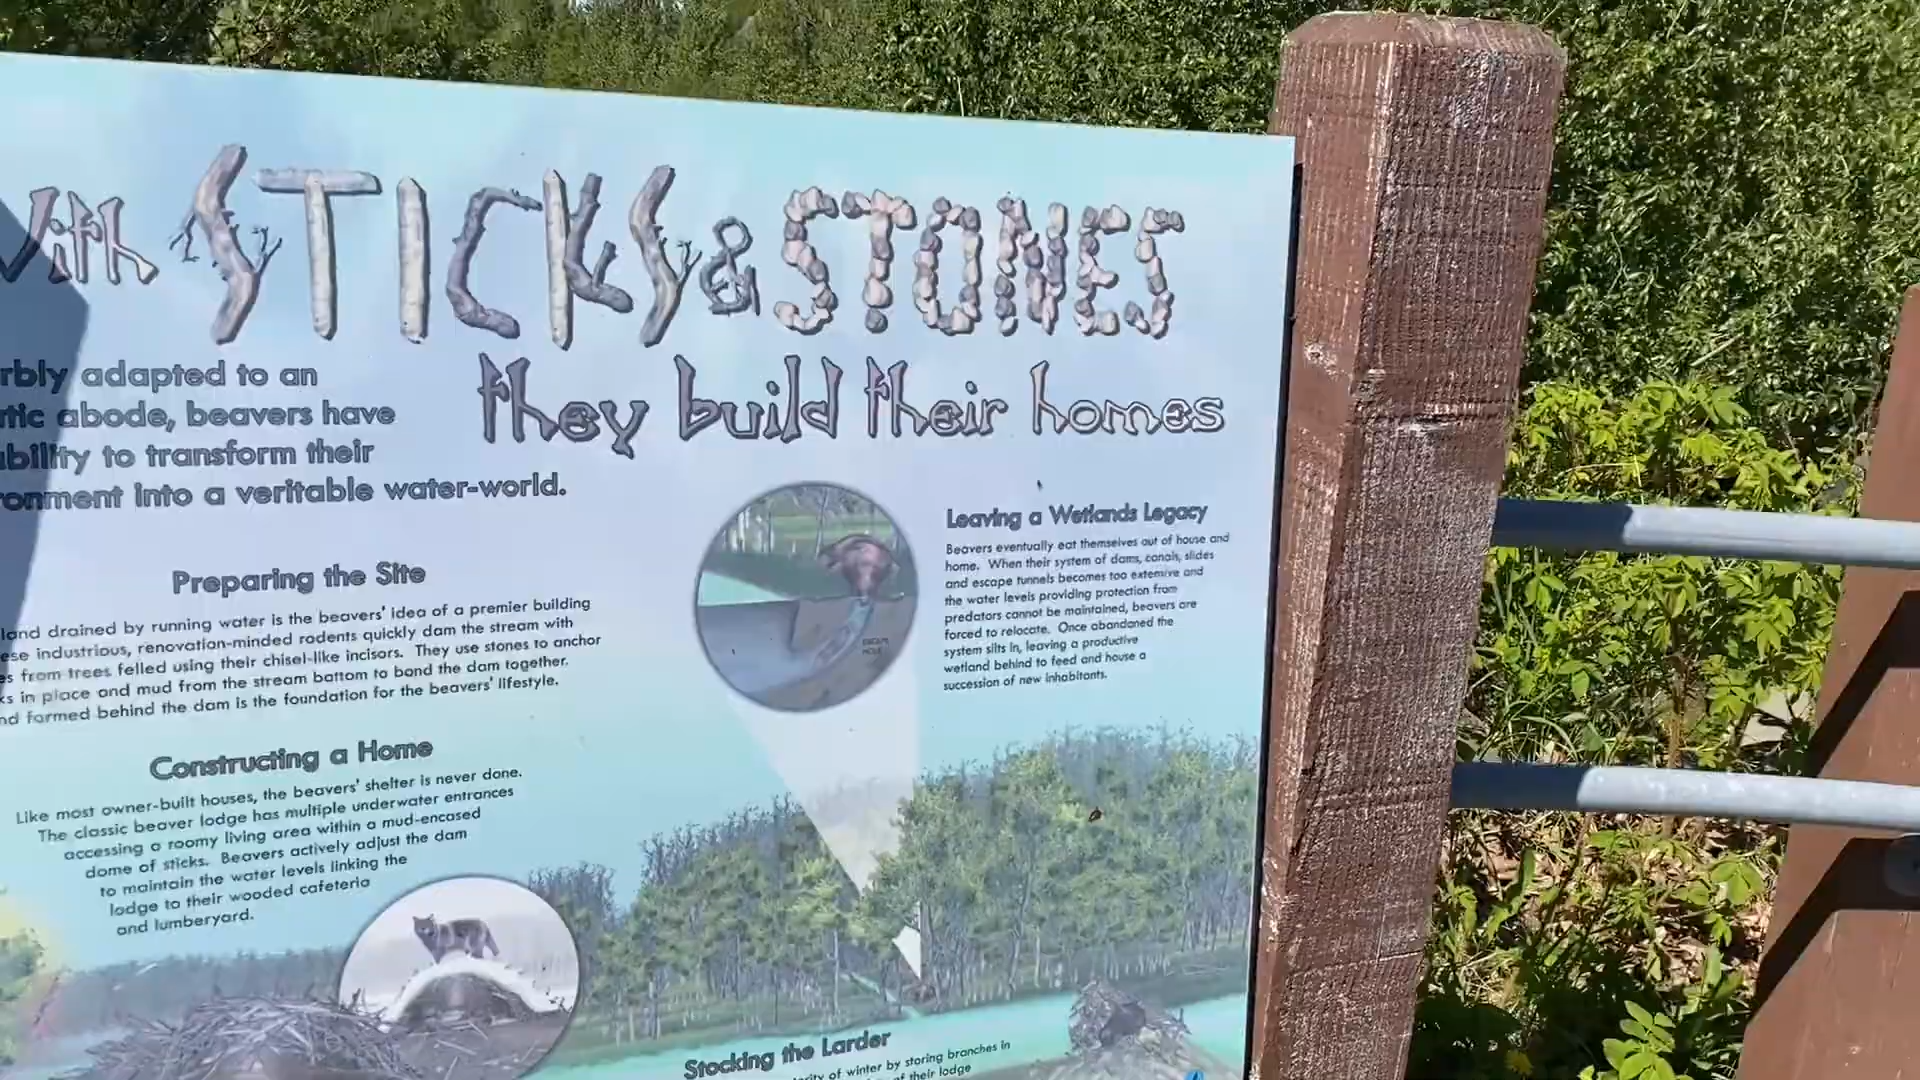 With STICKS & STONES
they build their homes
rbly adapted to an
tic abode, beavers have
bility to transform their
onment into a veritable water-world.
Preparing the Site
land drained by running water is the beavers' idea of a premier building
ese industrious, renovation-minded rodents quickly dam the stream with
es from trees felled using their chisel-like incisors. They use stones to anchor
ks in place and mud from the stream bottom to bond the dam together.
nd formed behind the dam is the foundation for the beavers' lifestyle.
Constructing a Home
Like most owner-built houses, the beavers' shelter is never done.
The classic beaver lodge has multiple underwater entrances
accessing a roomy living area within a mud-encased
dome of sticks. Beavers actively adjust the dam
to maintain the water levels linking the
lodge to their wooded cafeteria
and lumberyard.
ESCAPE
HOLE
Leaving a Wetlands Legacy
Beavers eventually eat themselves out of house and
home. When their system of dams, canals, slides
and escape tunnels becomes too extensive and
the water levels providing protection from
predators cannot be maintained, beavers are
forced to relocate. Once abandoned the
system silts in, leaving a productive
wetland behind to feed and house a
succession of new inhabitants.
Stocking the Larder
rity of winter by storing branches in
of their lodge